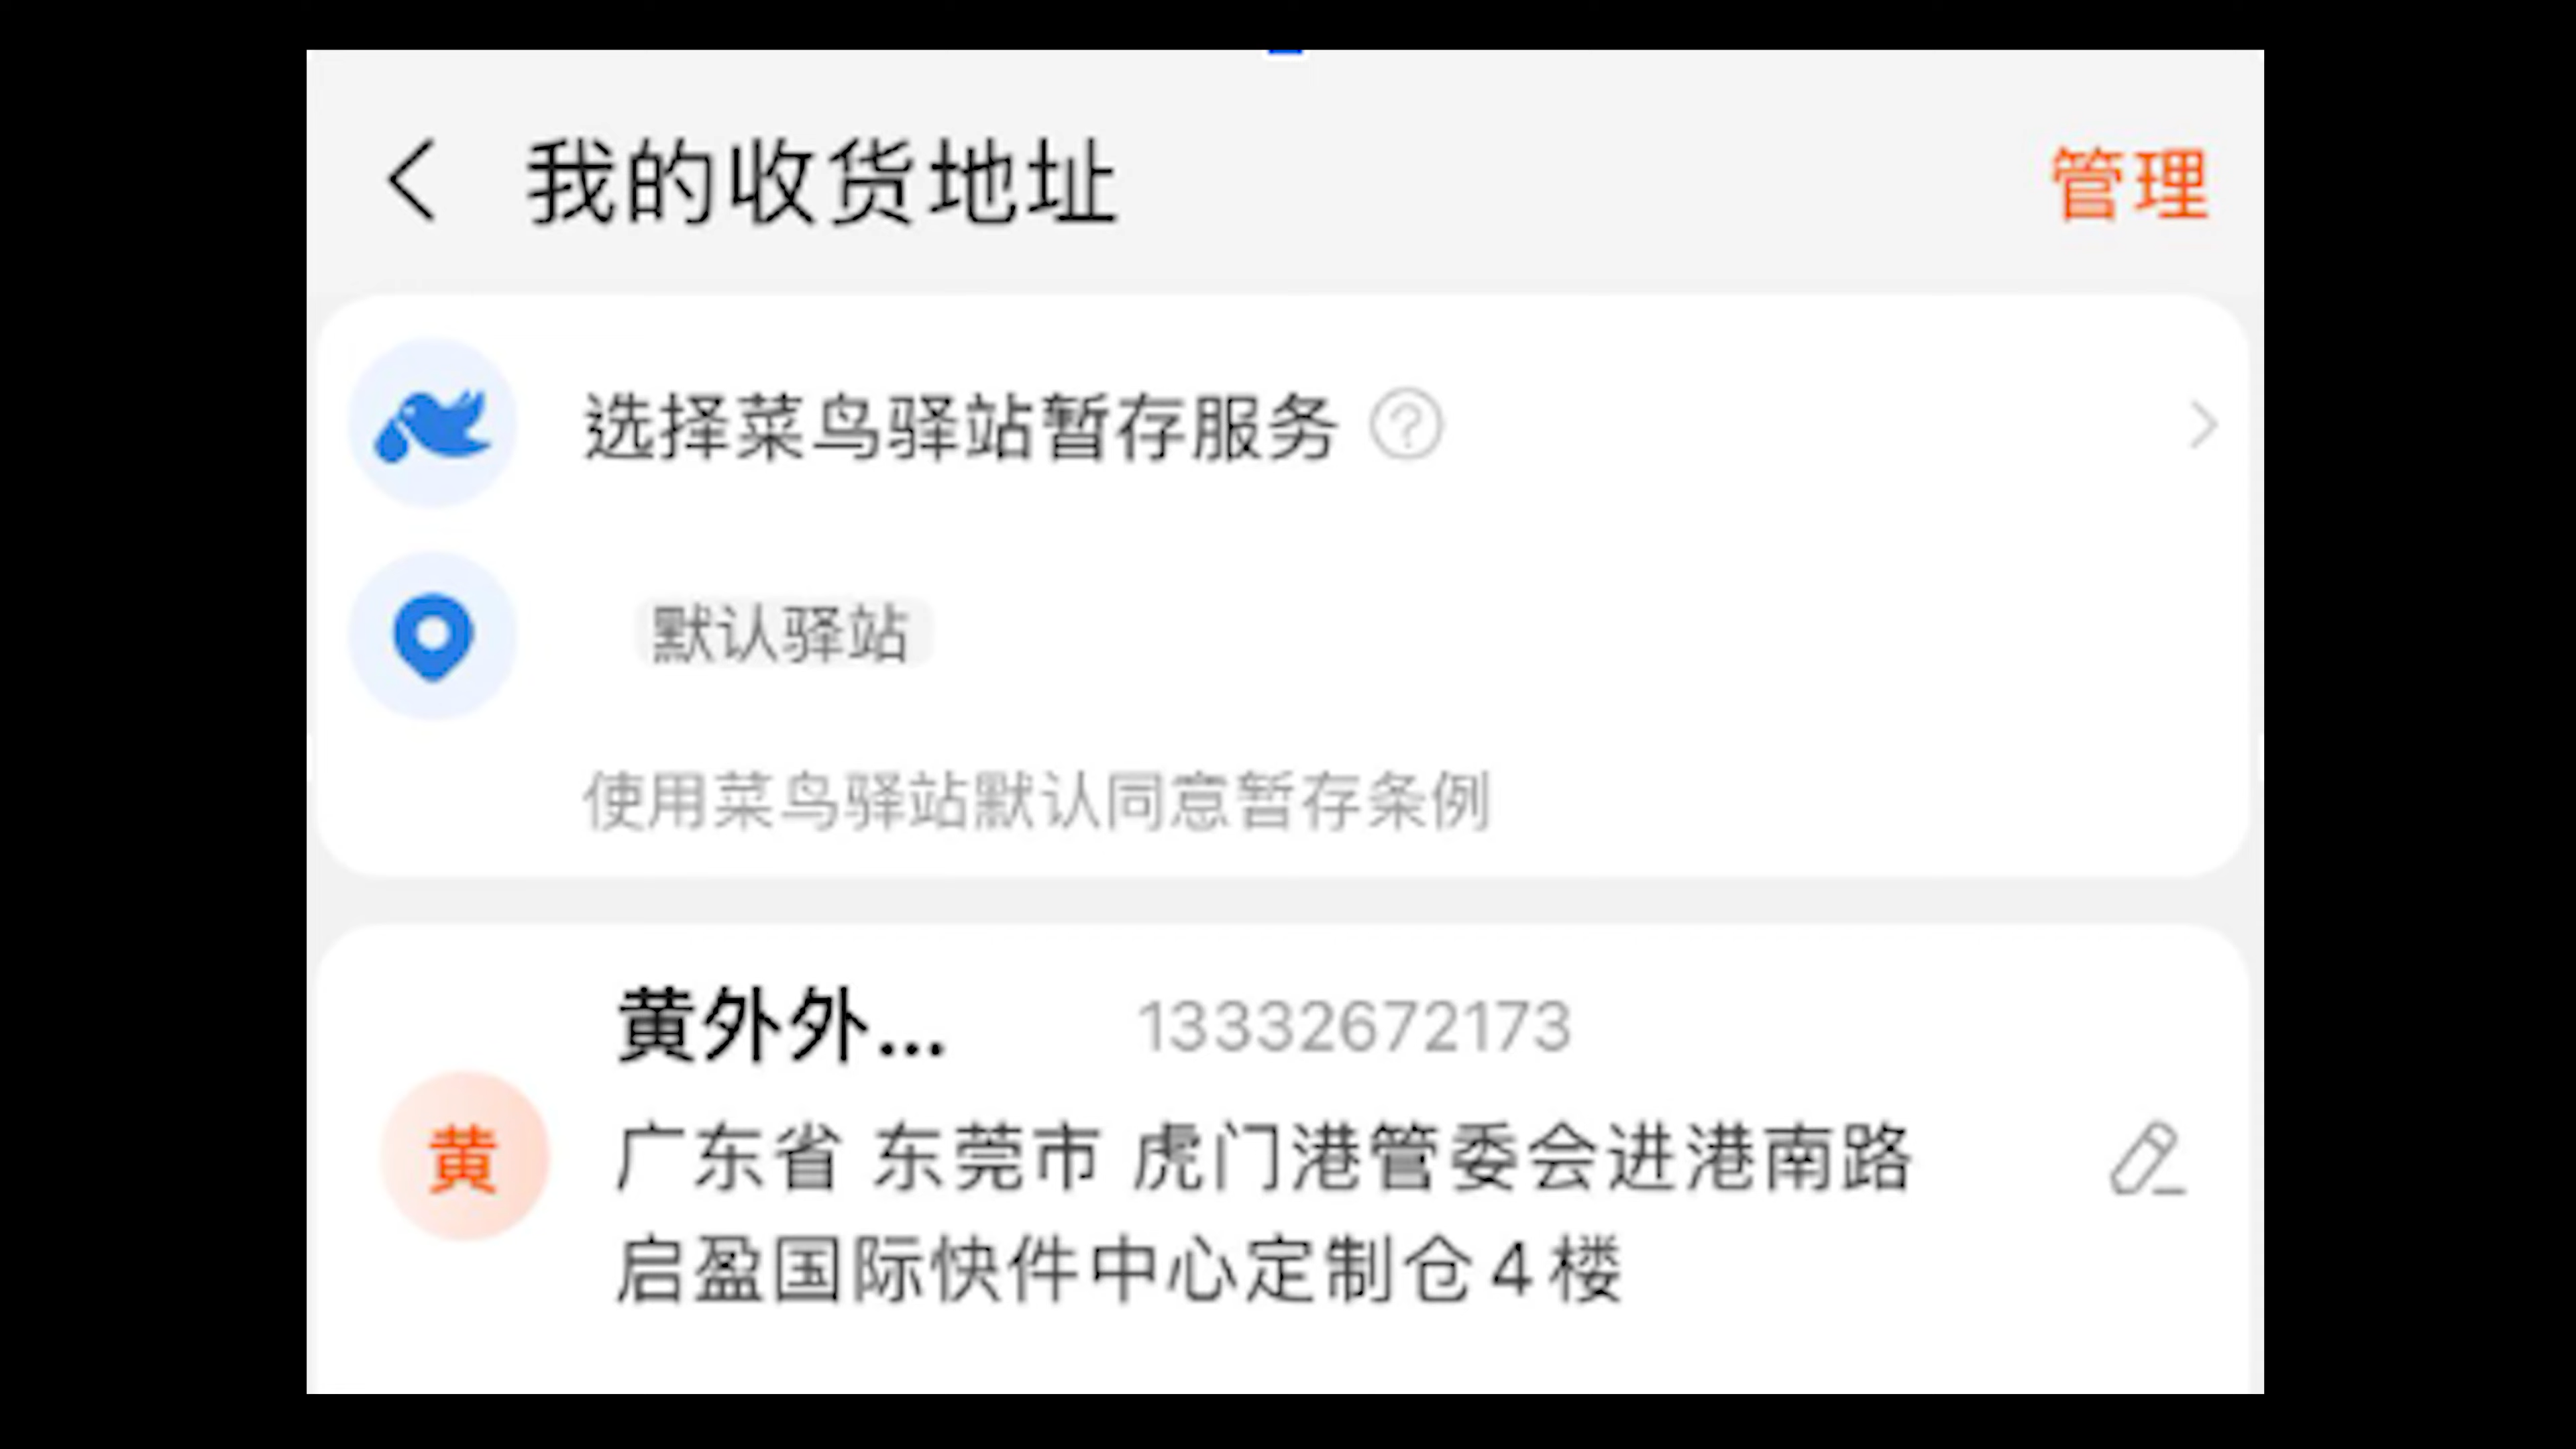 我的收货地址
管理
选择菜鸟驿站暂存服务 ?
默认驿站
使用菜鸟驿站默认同意暂存条例
黄外外... 13332672173
黄
广东省 东莞市 虎门港管委会进港南路
启盈国际快件中心定制仓4楼